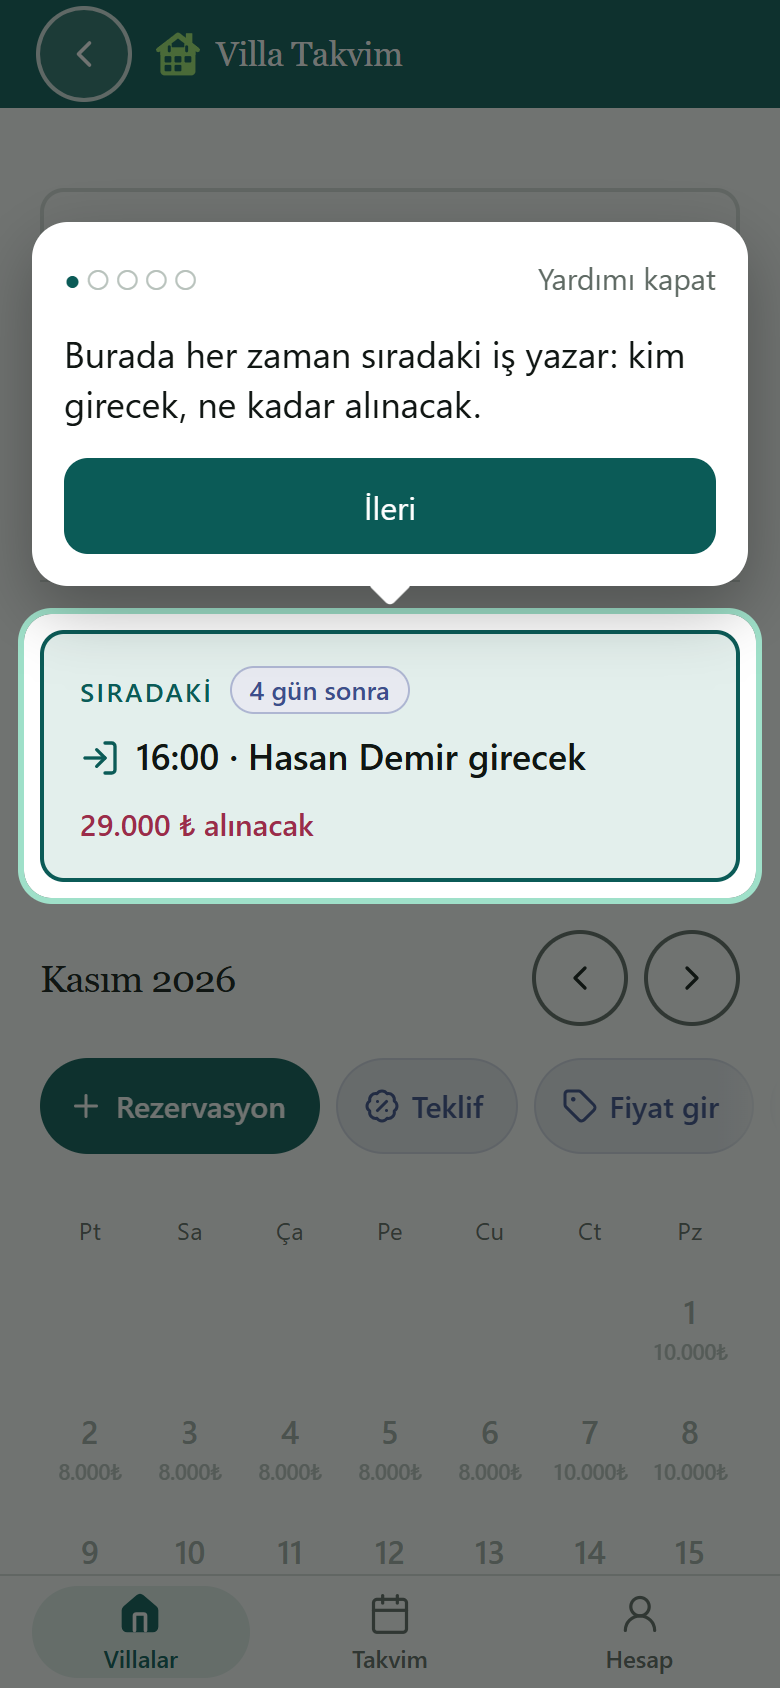 Villa Takvim
Yardımı kapat
Burada her zaman sıradaki iş yazar: kim
girecek, ne kadar alınacak.
İleri
SIRADAKİ 4 gün sonra
16:00 · Hasan Demir girecek
29.000 ₺ alınacak
Kasım 2026
Rezervasyon Teklif Fiyat gir
Pt Sa Ça Pe Cu Ct Pz
1
10.000₺
2 3 4 5 6 7 8
8.000₺ 8.000₺ 8.000₺ 8.000₺ 8.000₺ 10.000₺ 10.000₺
9 10 11 12 13 14 15
Villalar Takvim Hesap